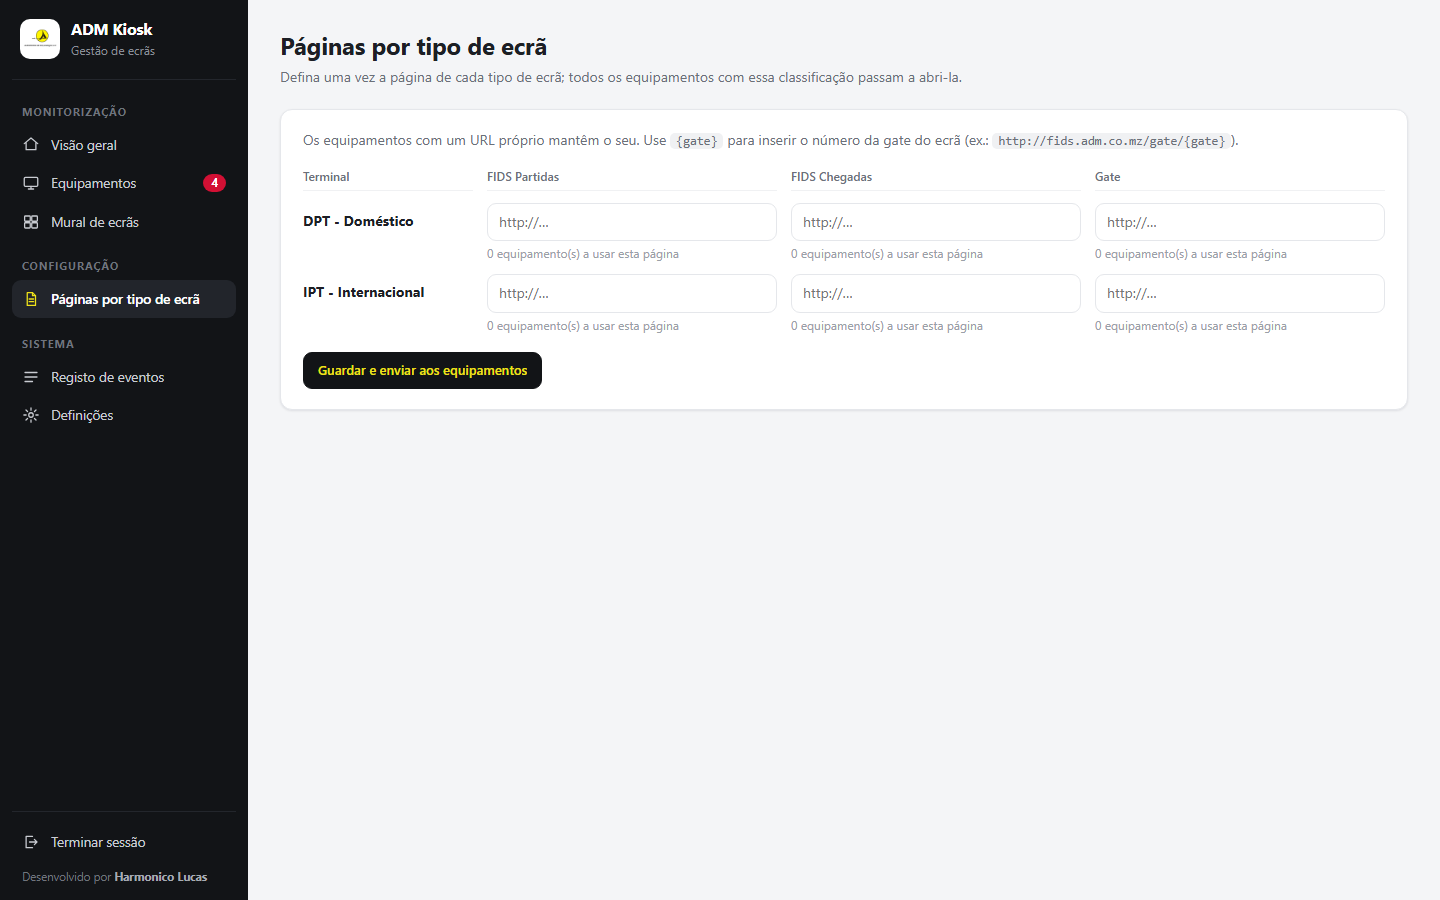 ADM Kiosk
Gestão de ecrãs
MONITORIZAÇÃO
Visão geral
Equipamentos 4
Mural de ecrãs
CONFIGURAÇÃO
Páginas por tipo de ecrã
SISTEMA
Registo de eventos
Definições
Terminar sessão
Desenvolvido por Harmonico Lucas
Páginas por tipo de ecrã
Defina uma vez a página de cada tipo de ecrã; todos os equipamentos com essa classificação passam a abri-la.
Os equipamentos com um URL próprio mantêm o seu. Use {gate} para inserir o número da gate do ecrã (ex.: http://fids.adm.co.mz/gate/{gate} ).
Terminal FIDS Partidas FIDS Chegadas Gate
DPT - Doméstico http://... http://... http://...
0 equipamento(s) a usar esta página 0 equipamento(s) a usar esta página 0 equipamento(s) a usar esta página
IPT - Internacional http://... http://... http://...
0 equipamento(s) a usar esta página 0 equipamento(s) a usar esta página 0 equipamento(s) a usar esta página
Guardar e enviar aos equipamentos